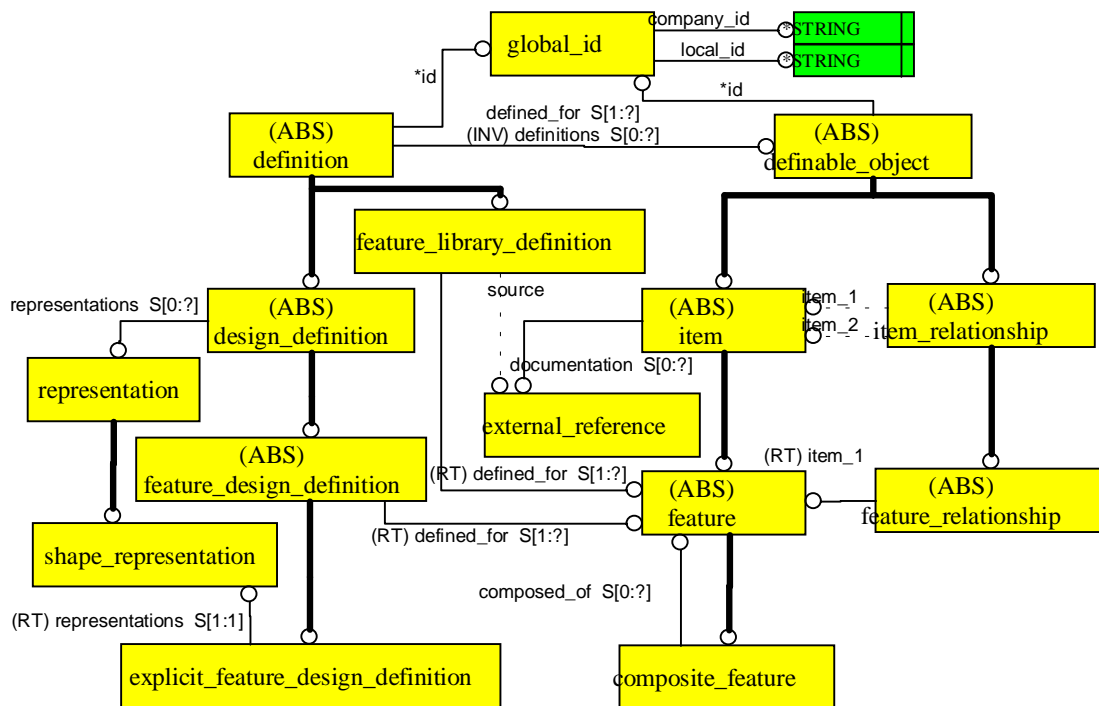 company_id
*STRING
global_id
local_id
*STRING
*id
*id
defined_for S[1:?]
(INV) definitions S[0:?]
(ABS)
definition
(ABS)
definable_object
feature_library_definition
source
representations S[0:?]
(ABS)
design_definition
(ABS)
item
item_1
item_2
(ABS)
item_relationship
documentation S[0:?]
representation
external_reference
(ABS)
feature_design_definition
(RT) defined_for S[1:?]
(RT) item_1
(ABS)
feature
(ABS)
feature_relationship
(RT) defined_for S[1:?]
shape_representation
composed_of S[0:?]
(RT) representations S[1:1]
explicit_feature_design_definition
composite_feature